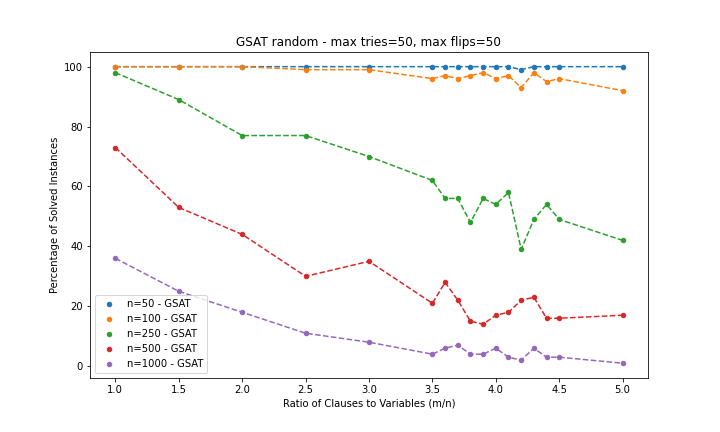 GSAT random - max tries=50, max flips=50
Percentage of Solved Instances
100
80
60
40
20
0
n=50 - GSAT
n=100 - GSAT
n=250 - GSAT
n=500 - GSAT
n=1000 - GSAT
1.0 1.5 2.0 2.5 3.0 3.5 4.0 4.5 5.0
Ratio of Clauses to Variables (m/n)